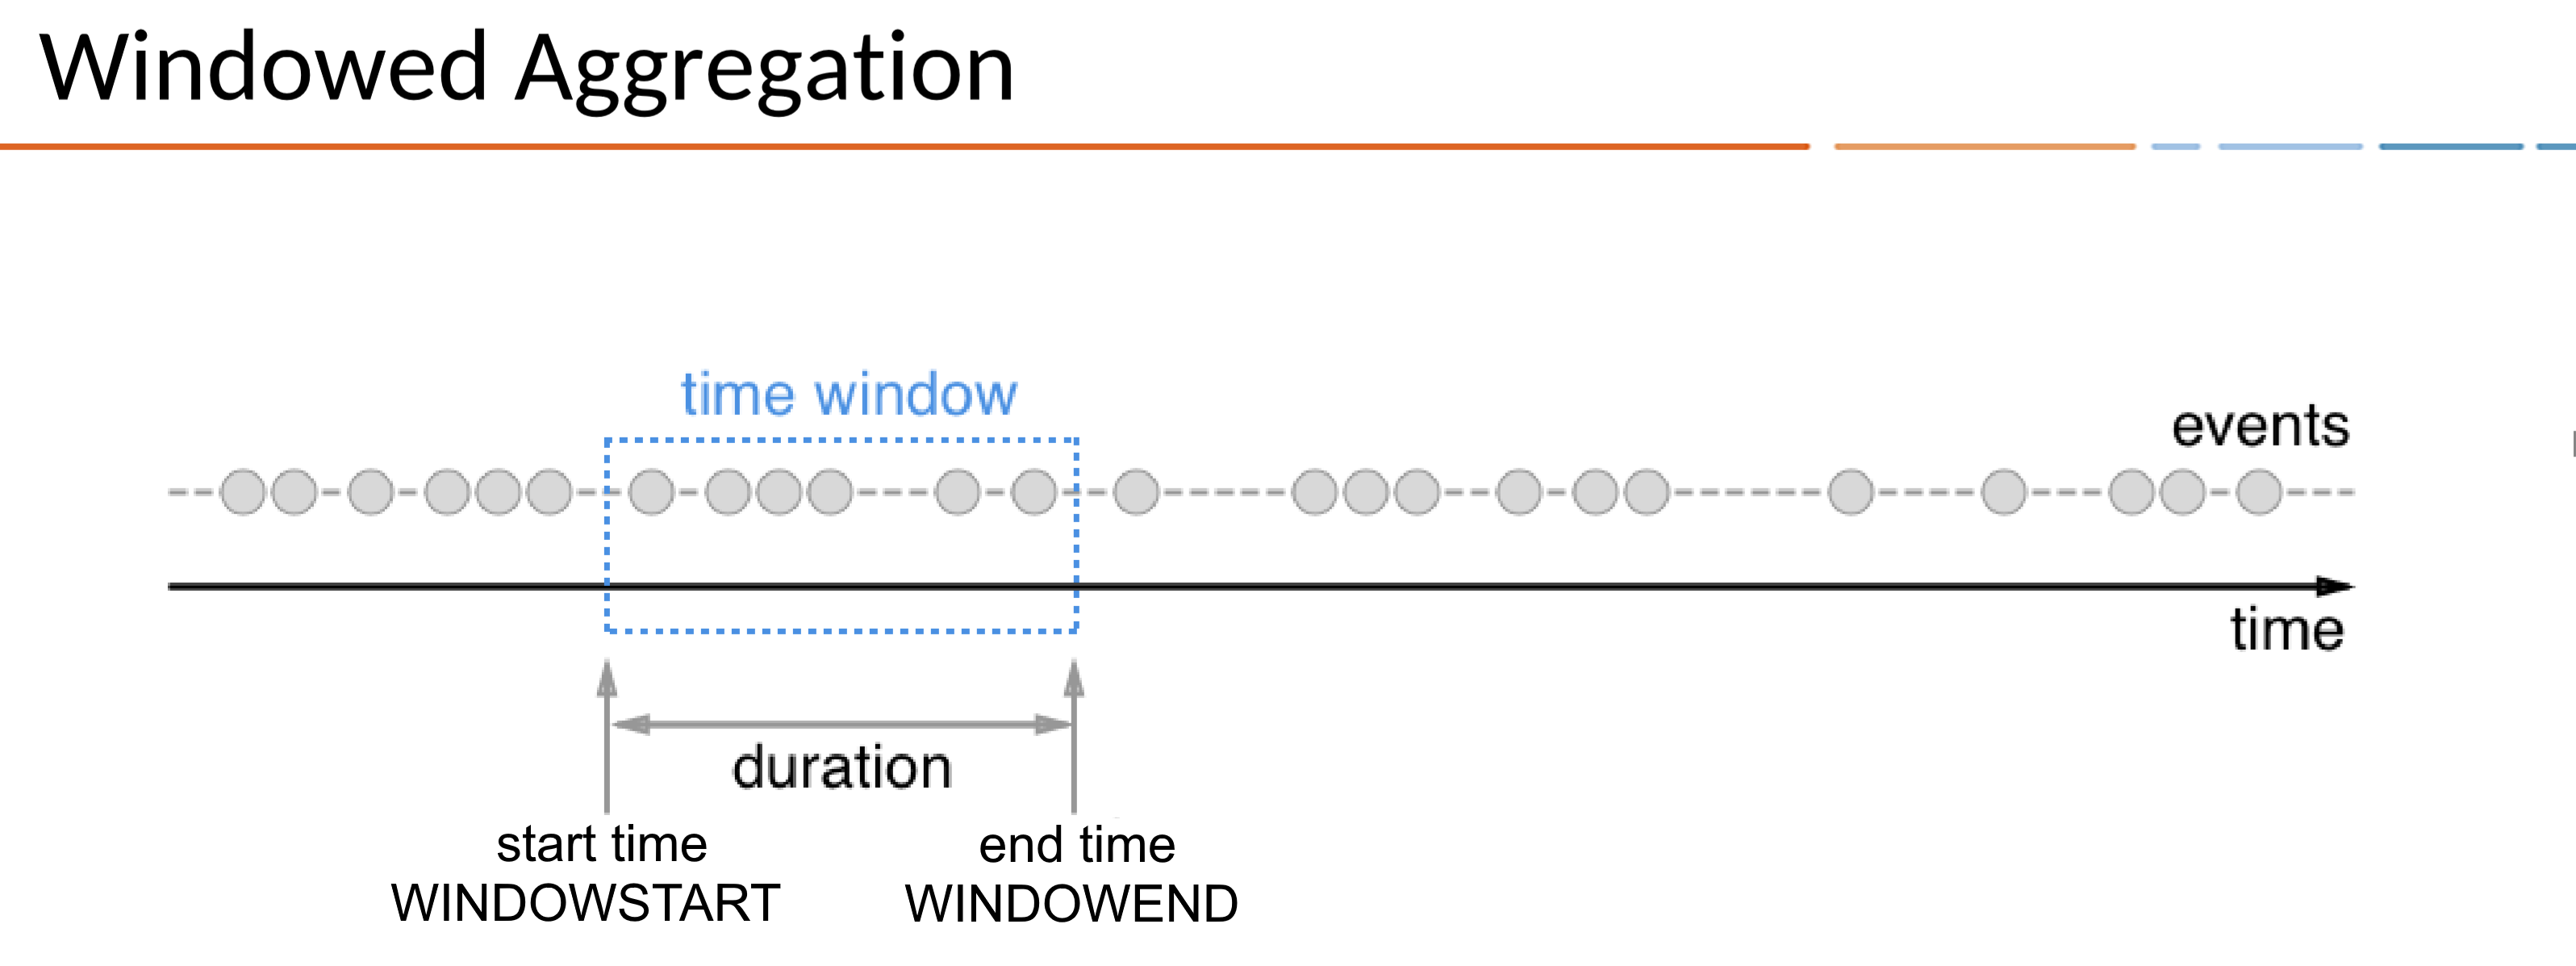 Windowed Aggregation
time window
events
time
duration
start time
WINDOWSTART
end time
WINDOWEND